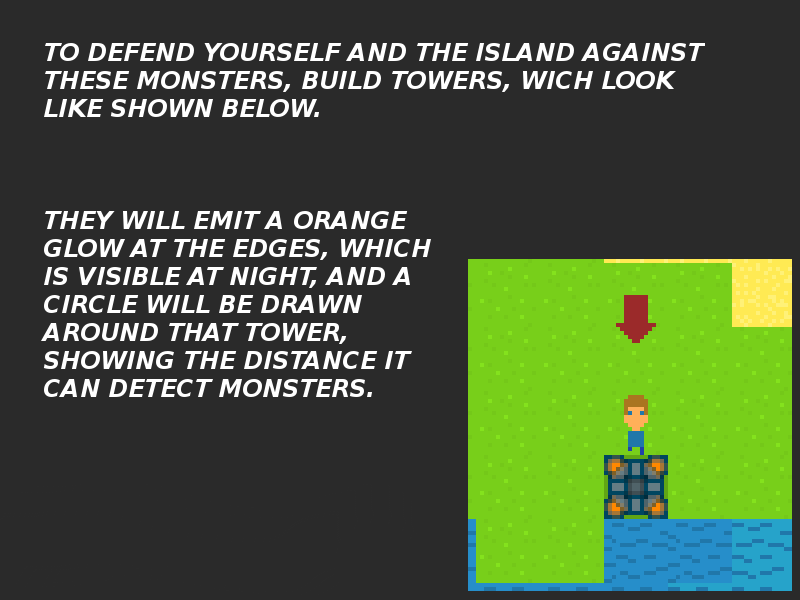 TO DEFEND YOURSELF AND THE ISLAND AGAINST
THESE MONSTERS, BUILD TOWERS, WICH LOOK
LIKE SHOWN BELOW.
THEY WILL EMIT A ORANGE
GLOW AT THE EDGES, WHICH
IS VISIBLE AT NIGHT, AND A
CIRCLE WILL BE DRAWN
AROUND THAT TOWER,
SHOWING THE DISTANCE IT
CAN DETECT MONSTERS.